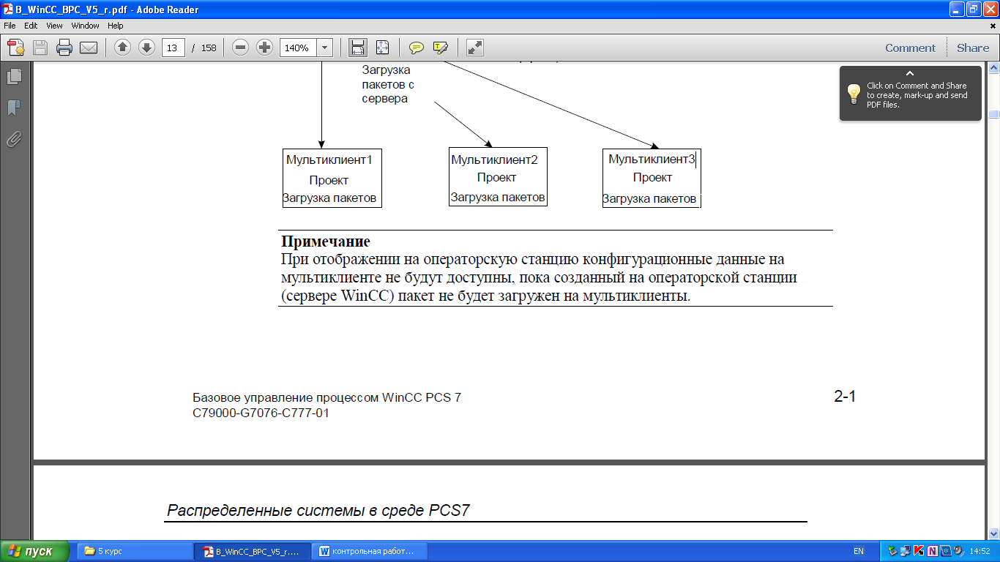 B_WinCC_BPC_V5_r.pdf - Adobe Reader
File Edit View Window Help
13 / 158 140% Comment Share
Click on Comment and Share
to create, mark-up and send
PDF files.
Загрузка
пакетов с
сервера
Мультиклиент1
Проект
Загрузка пакетов
Мультиклиент2
Проект
Загрузка пакетов
Мультиклиент3
Проект
Загрузка пакетов
Примечание
При отображении на операторскую станцию конфигурационные данные на
мультиклиенте не будут доступны, пока созданный на операторской станции
(сервере WinCC) пакет не будет загружен на мультиклиенты.
Базовое управление процессом WinCC PCS 7 2-1
C79000-G7076-C777-01
Распределенные системы в среде PCS7
пуск 5 курс B_WinCC_BPC_V5_r.... контрольная работ... EN 14:52